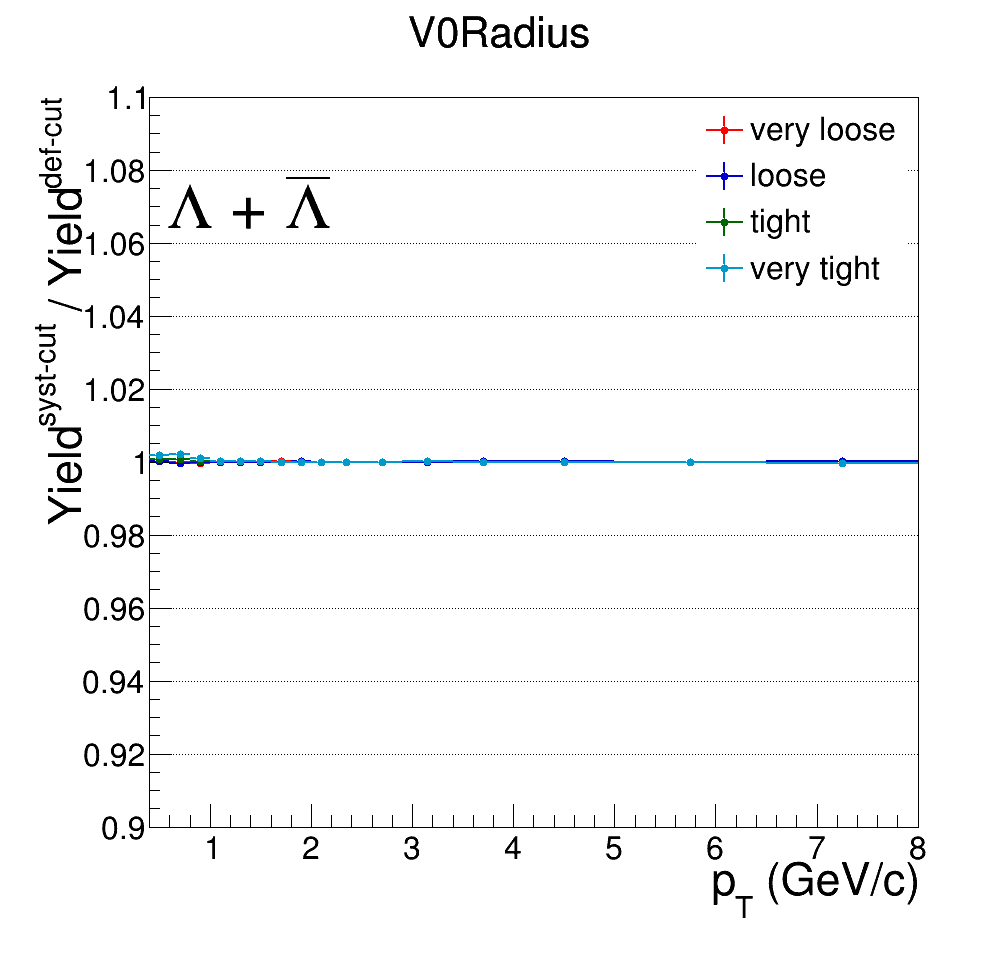 V0Radius
Yield^syst-cut / Yield^def-cut
1.1
1.08
1.06
1.04
1.02
1
0.98
0.96
0.94
0.92
0.9
Λ + Λ̅
very loose
loose
tight
very tight
1 2 3 4 5 6 7 8
p_T (GeV/c)